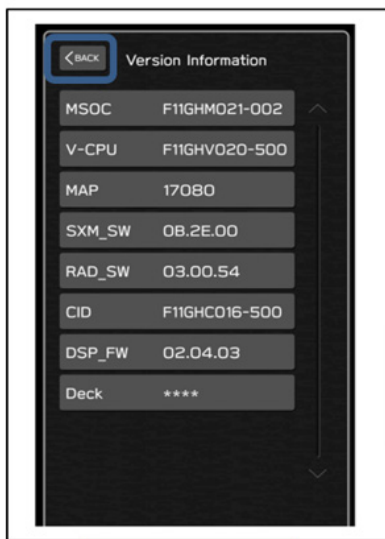 BACK Version Information
MSOC F11GHM021-002
V-CPU F11GHV020-500
MAP 17080
SXM_SW 0B.2E.00
RAD_SW 03.00.54
CID F11GHC016-500
DSP_FW 02.04.03
Deck ****